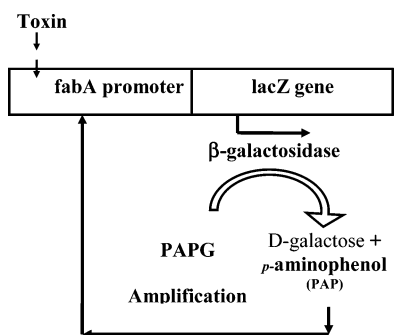 Toxin
fabA promoter
lacZ gene
β-galactosidase
PAPG
D-galactose +
p-aminophenol
(PAP)
Amplification